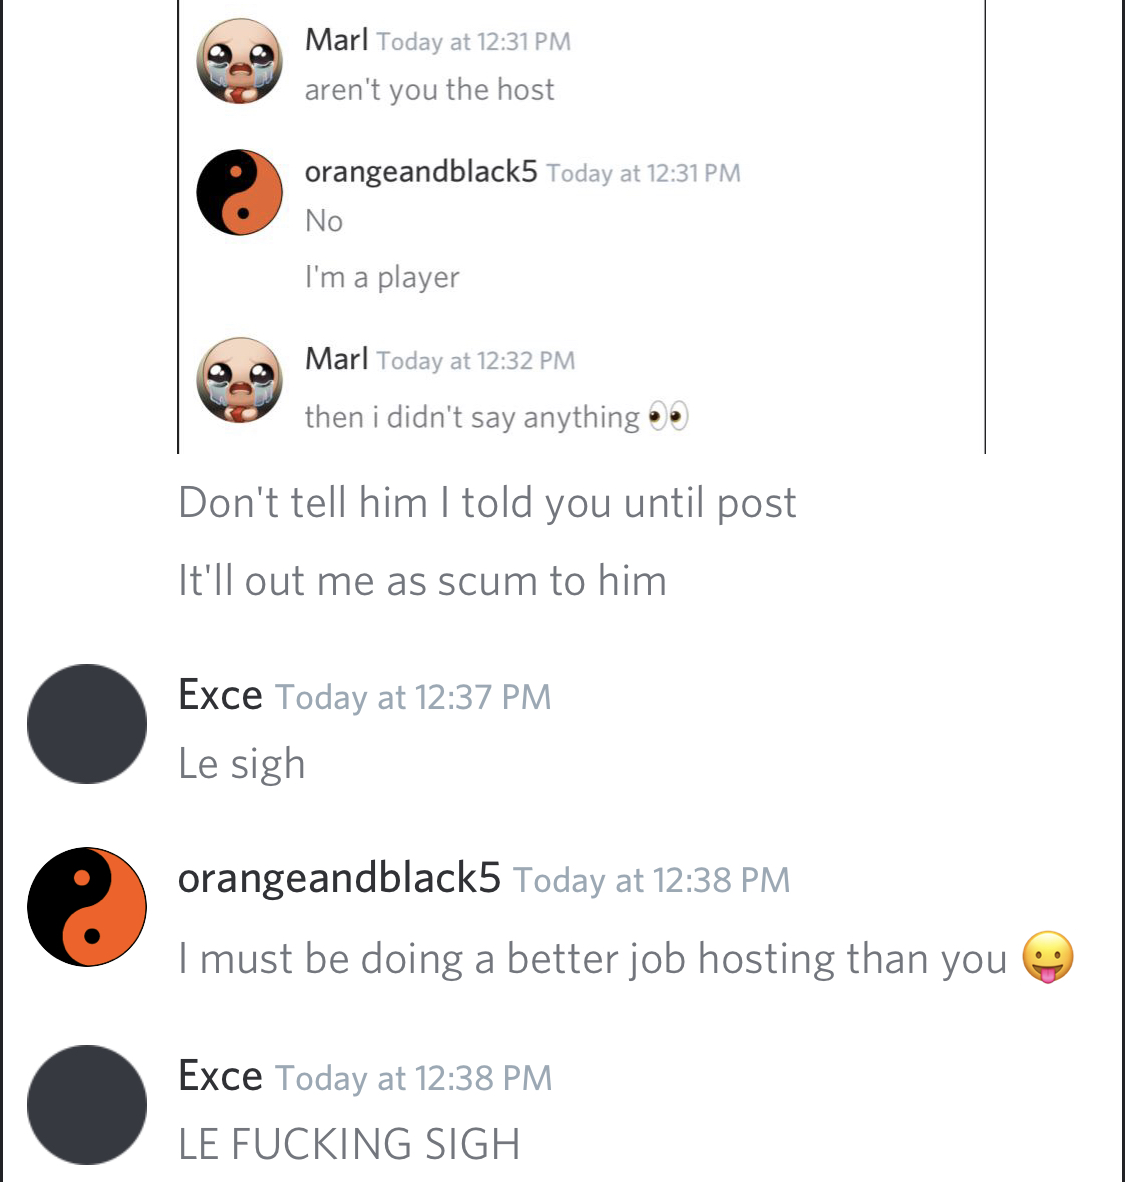 Marl Today at 12:31 PM
aren't you the host
orangeandblack5 Today at 12:31 PM
No
I'm a player
Marl Today at 12:32 PM
then i didn't say anything 👀
Don't tell him I told you until post
It'll out me as scum to him
Exce Today at 12:37 PM
Le sigh
orangeandblack5 Today at 12:38 PM
I must be doing a better job hosting than you 😛
Exce Today at 12:38 PM
LE FUCKING SIGH